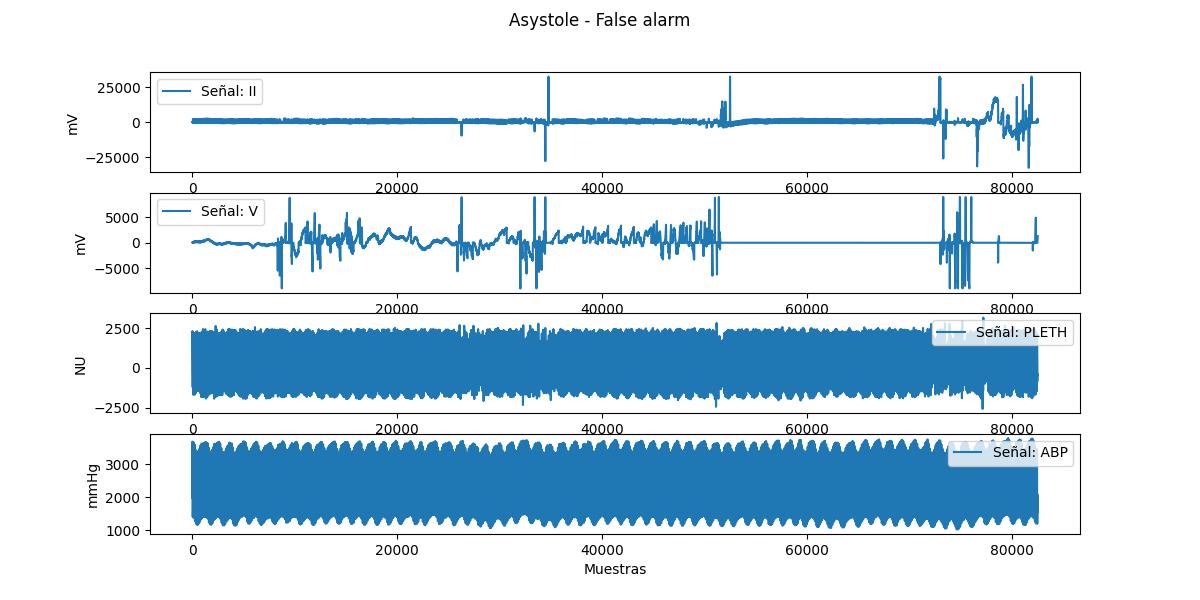 Asystole - False alarm
Señal: II
mV
25000
0
−25000
0 20000 40000 60000 80000
Señal: V
mV
5000
0
−5000
0 20000 40000 60000 80000
Señal: PLETH
NU
2500
0
−2500
0 20000 40000 60000 80000
Señal: ABP
mmHg
3000
2000
1000
0 20000 40000 60000 80000
Muestras